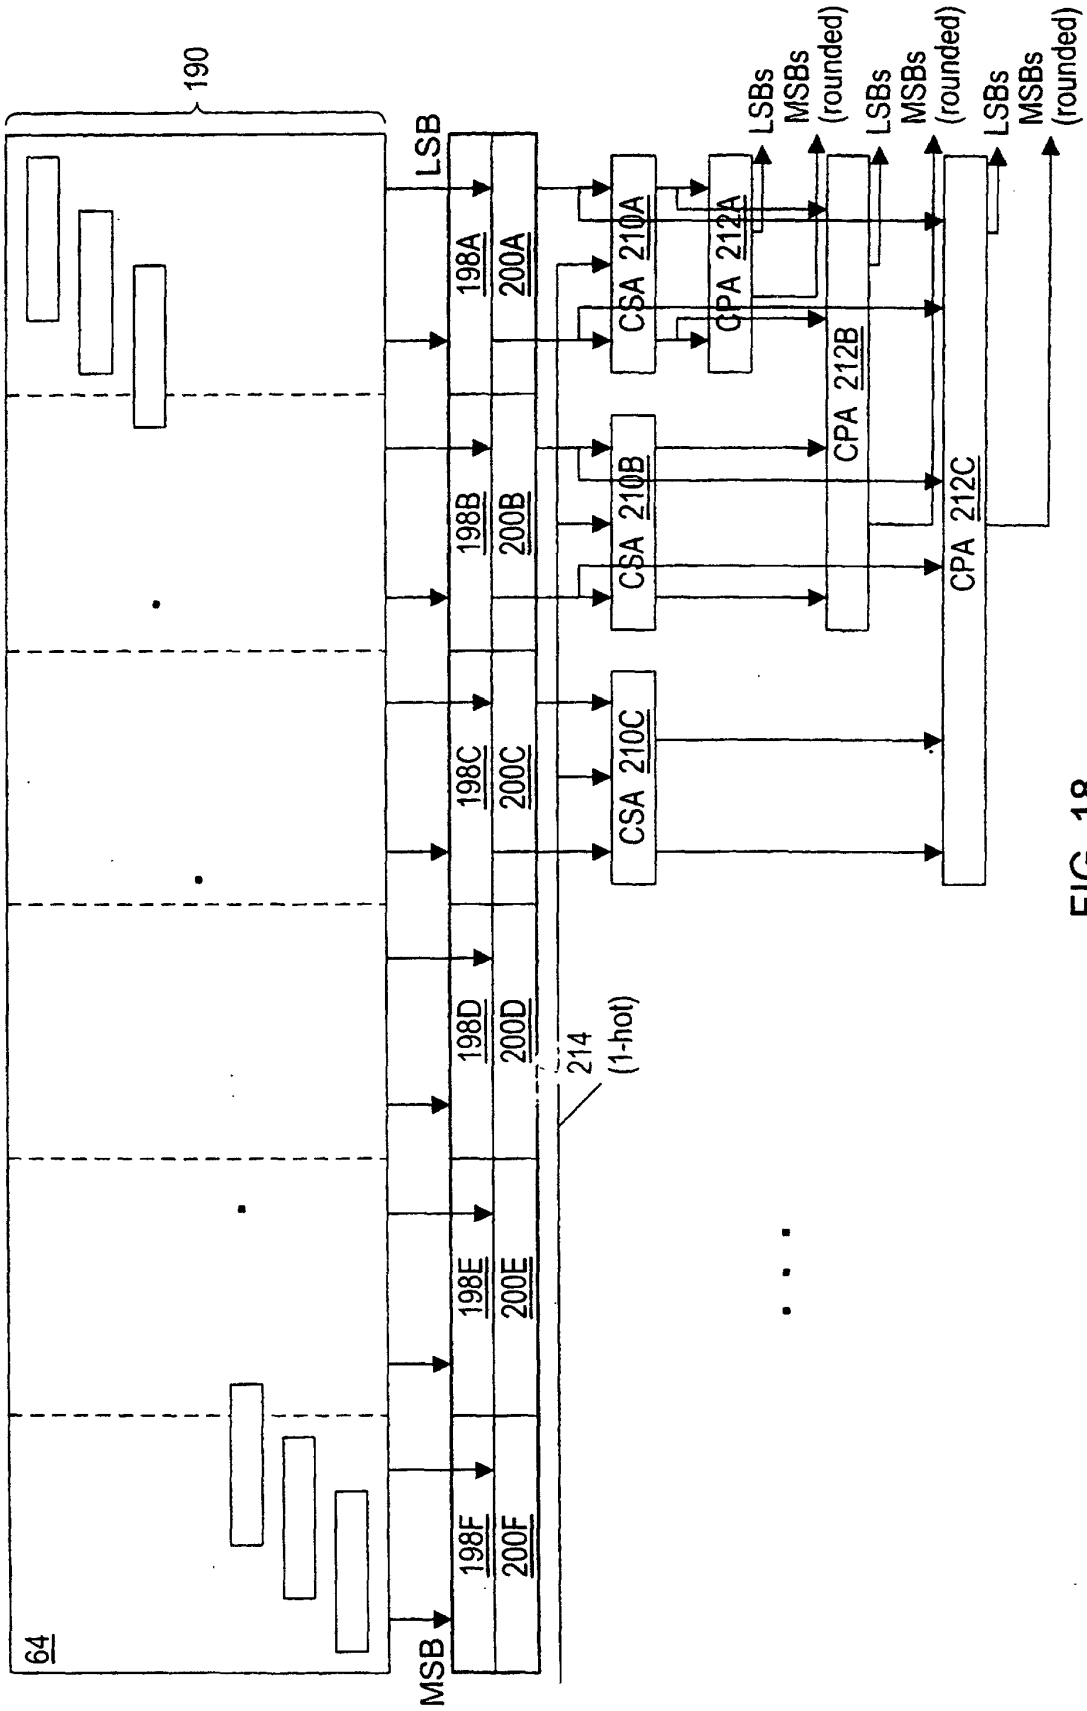 64
190
MSB
LSB
198F
198E
198D
198C
198B
198A
200F
200E
200D
200C
200B
200A
214
(1-hot)
CSA 210C
CSA 210B
CSA 210A
CPA 212A
LSBs
MSBs
(rounded)
CPA 212B
LSBs
MSBs
(rounded)
CPA 212C
LSBs
MSBs
(rounded)
FIG. 18